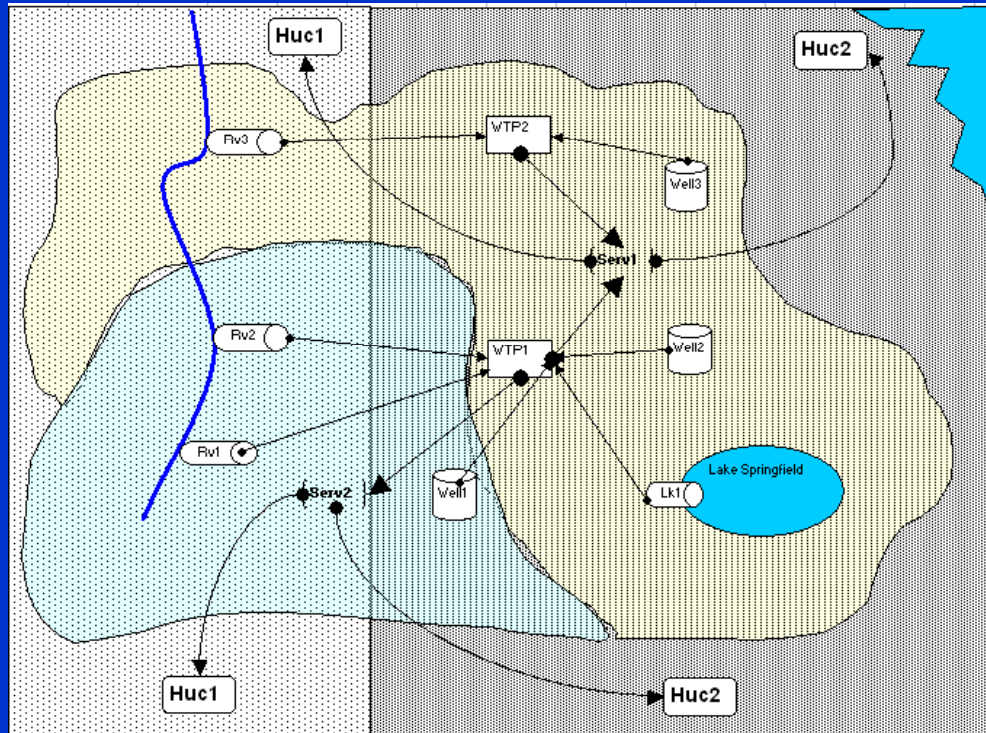 Huc1
Huc2
WTP2
Rv3
Well3
Serv1
Rv2
WTP1
Well2
Rv1
Lake Springfield
Serv2
Well1
Lk1
Huc1
Huc2